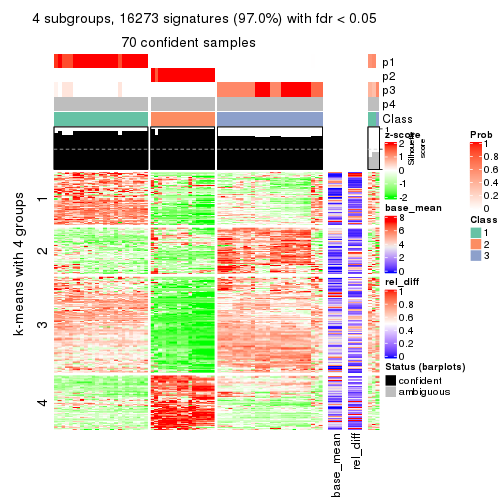 4 subgroups, 16273 signatures (97.0%) with fdr < 0.05
70 confident samples
p1
p2
p3
p4
Class
1
Silhouette
score
z-score
2
1
0
-1
-2
Prob
1
0.8
0.6
0.4
0.2
0
base_mean
8
6
4
2
0
Class
1
2
3
rel_diff
1
0.8
0.6
0.4
0.2
0
Status (barplots)
confident
ambiguous
k-means with 4 groups
1
2
3
4
base_mean
rel_diff